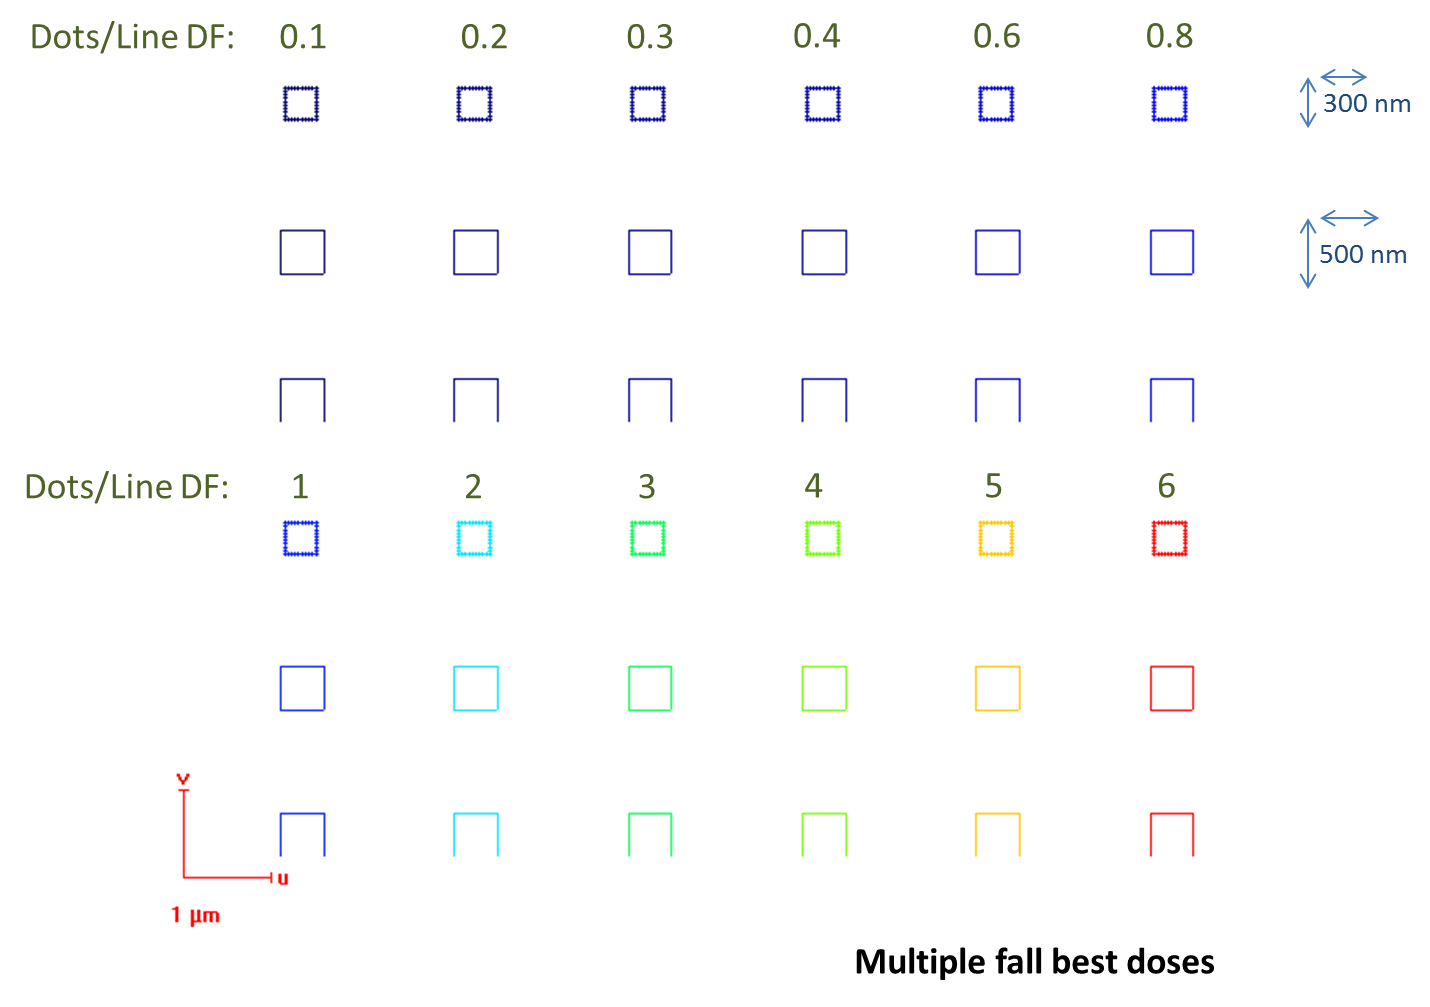 Dots/Line DF: 0.1 0.2 0.3 0.4 0.6 0.8
300 nm
500 nm
Dots/Line DF: 1 2 3 4 5 6
v
u
1 µm
Multiple fall best doses